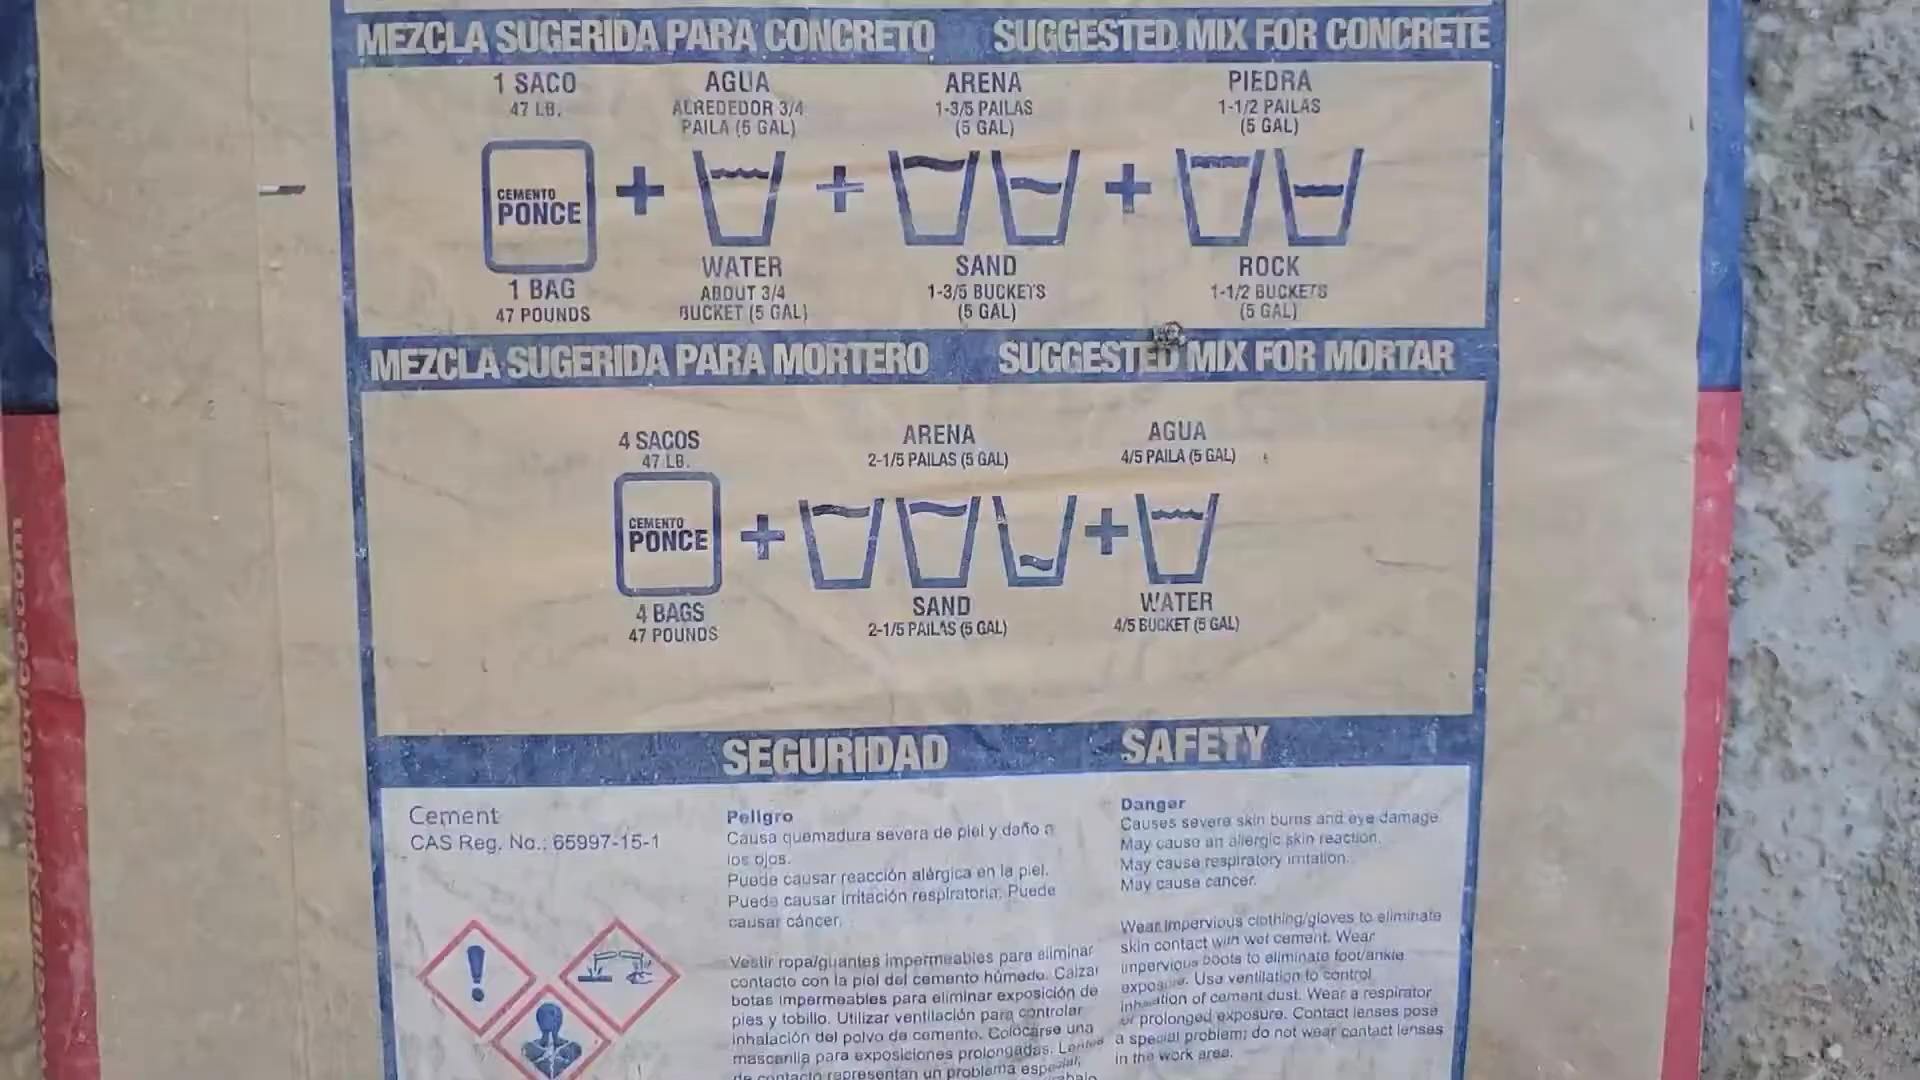 MEZCLA SUGERIDA PARA CONCRETO SUGGESTED MIX FOR CONCRETE
1 SACO
47 LB.
AGUA
ALREDEDOR 3/4
PAILA (5 GAL)
ARENA
1-3/5 PAILAS
(5 GAL)
PIEDRA
1-1/2 PAILAS
(5 GAL)
CEMENTO
PONCE
+
+
+
1 BAG
47 POUNDS
WATER
ABOUT 3/4
BUCKET (5 GAL)
SAND
1-3/5 BUCKETS
(5 GAL)
ROCK
1-1/2 BUCKETS
(5 GAL)
MEZCLA SUGERIDA PARA MORTERO SUGGESTED MIX FOR MORTAR
4 SACOS
47 LB.
ARENA
2-1/5 PAILAS (5 GAL)
AGUA
4/5 PAILA (5 GAL)
CEMENTO
PONCE
+
+
4 BAGS
47 POUNDS
SAND
2-1/5 PAILAS (5 GAL)
WATER
4/5 BUCKET (5 GAL)
SEGURIDAD SAFETY
Cement
CAS Reg. No.: 65997-15-1
Peligro
Causa quemadura severa de piel y daño a
los ojos.
Puede causar reacción alérgica en la piel.
Puede causar irritación respiratoria. Puede
causar cáncer.
Vestir ropa/guantes impermeables para eliminar
contacto con la piel del cemento húmedo. Calzar
botas impermeables para eliminar exposición de
pies y tobillo. Utilizar ventilación para controlar
inhalación del polvo de cemento. Colocarse una
mascarilla para exposiciones prolongadas. Lentes
de contacto representan un problema especial,
Danger
Causes severe skin burns and eye damage.
May cause an allergic skin reaction.
May cause respiratory irritation.
May cause cancer.
Wear impervious clothing/gloves to eliminate
skin contact with wet cement. Wear
impervious boots to eliminate foot/ankle
exposure. Use ventilation to control
inhalation of cement dust. Wear a respirator
or prolonged exposure. Contact lenses pose
a special problem; do not wear contact lenses
in the work area.